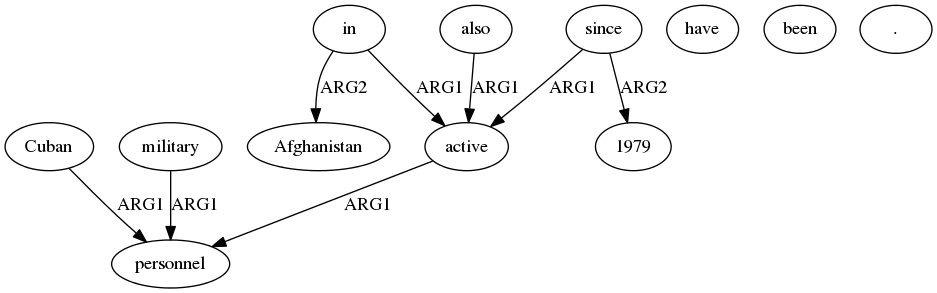 in also since have been .
ARG2 ARG1 ARG1 ARG1 ARG2
Cuban military Afghanistan active 1979
ARG1 ARG1 ARG1
personnel